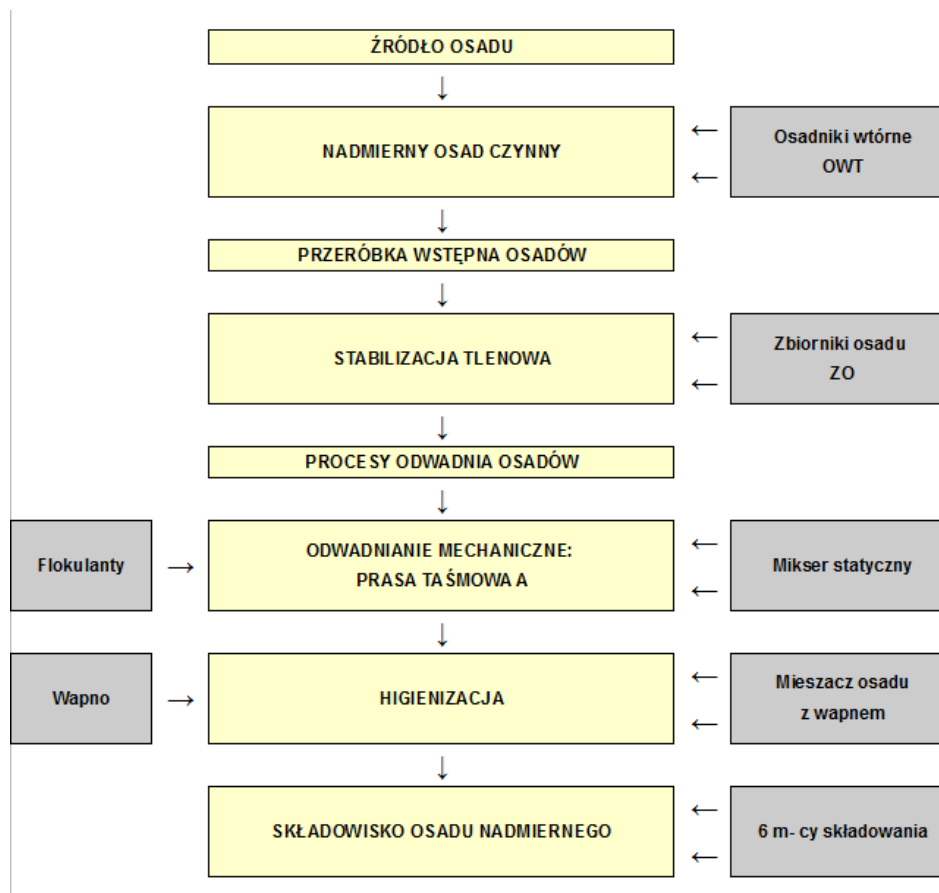 ŹRÓDŁO OSADU
NADMIERNY OSAD CZYNNY
Osadniki wtórne
OWT
PRZERÓBKA WSTĘPNA OSADÓW
STABILIZACJA TLENOWA
Zbiorniki osadu
ZO
PROCESY ODWADNIA OSADÓW
Flokulanty
ODWADNIANIE MECHANICZNE:
PRASA TAŚMOWA A
Mikser statyczny
Wapno
HIGIENIZACJA
Mieszacz osadu
z wapnem
SKŁADOWISKO OSADU NADMIERNEGO
6 m- cy składowania